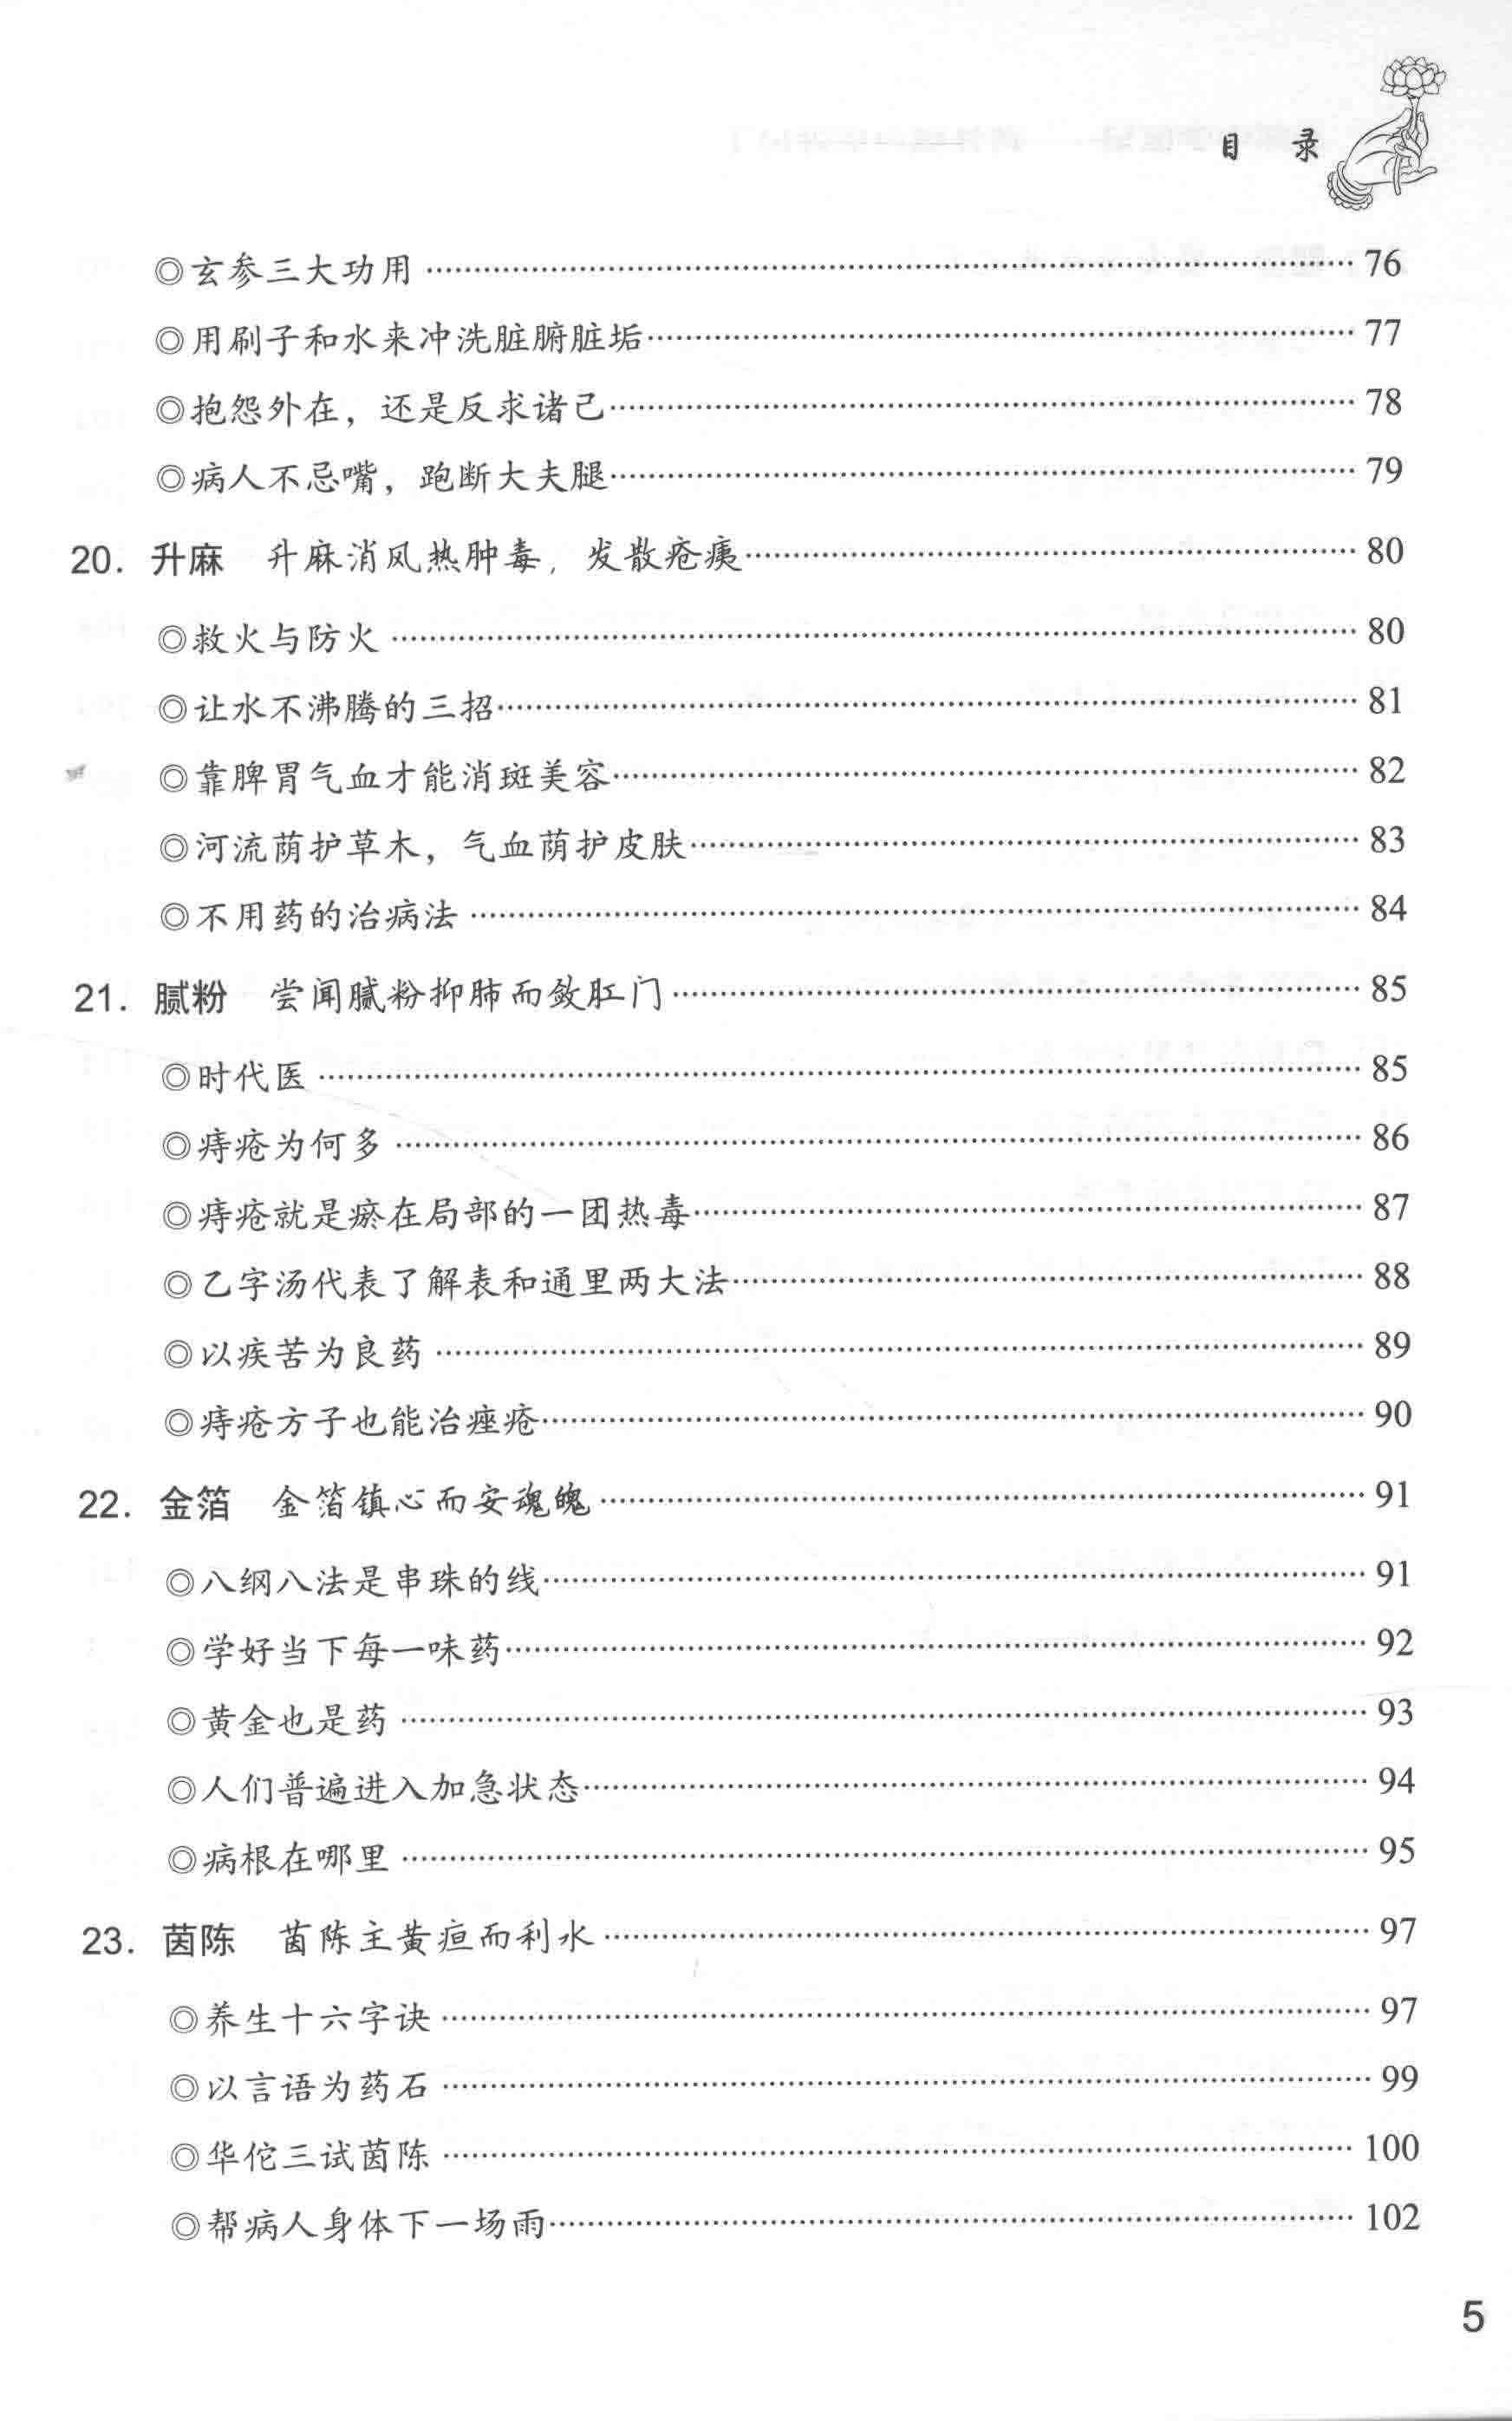 目 录
◎玄参三大功用 76
◎用刷子和水来冲洗脏腑脏垢 77
◎抱怨外在，还是反求诸己 78
◎病人不忌嘴，跑断大夫腿 79
20. 升麻 升麻消风热肿毒，发散疮痍 80
◎救火与防火 80
◎让水不沸腾的三招 81
◎靠脾胃气血才能消斑美容 82
◎河流荫护草木，气血荫护皮肤 83
◎不用药的治病法 84
21. 腻粉 尝闻腻粉抑肺而敛肛门 85
◎时代医 85
◎痔疮为何多 86
◎痔疮就是瘀在局部的一团热毒 87
◎乙字汤代表了解表和通里两大法 88
◎以疾苦为良药 89
◎痔疮方子也能治痤疮 90
22. 金箔 金箔镇心而安魂魄 91
◎八纲八法是串珠的线 91
◎学好当下每一味药 92
◎黄金也是药 93
◎人们普遍进入加急状态 94
◎病根在哪里 95
23. 茵陈 茵陈主黄疸而利水 97
◎养生十六字诀 97
◎以言语为药石 99
◎华佗三试茵陈 100
◎帮病人身体下一场雨 102
5